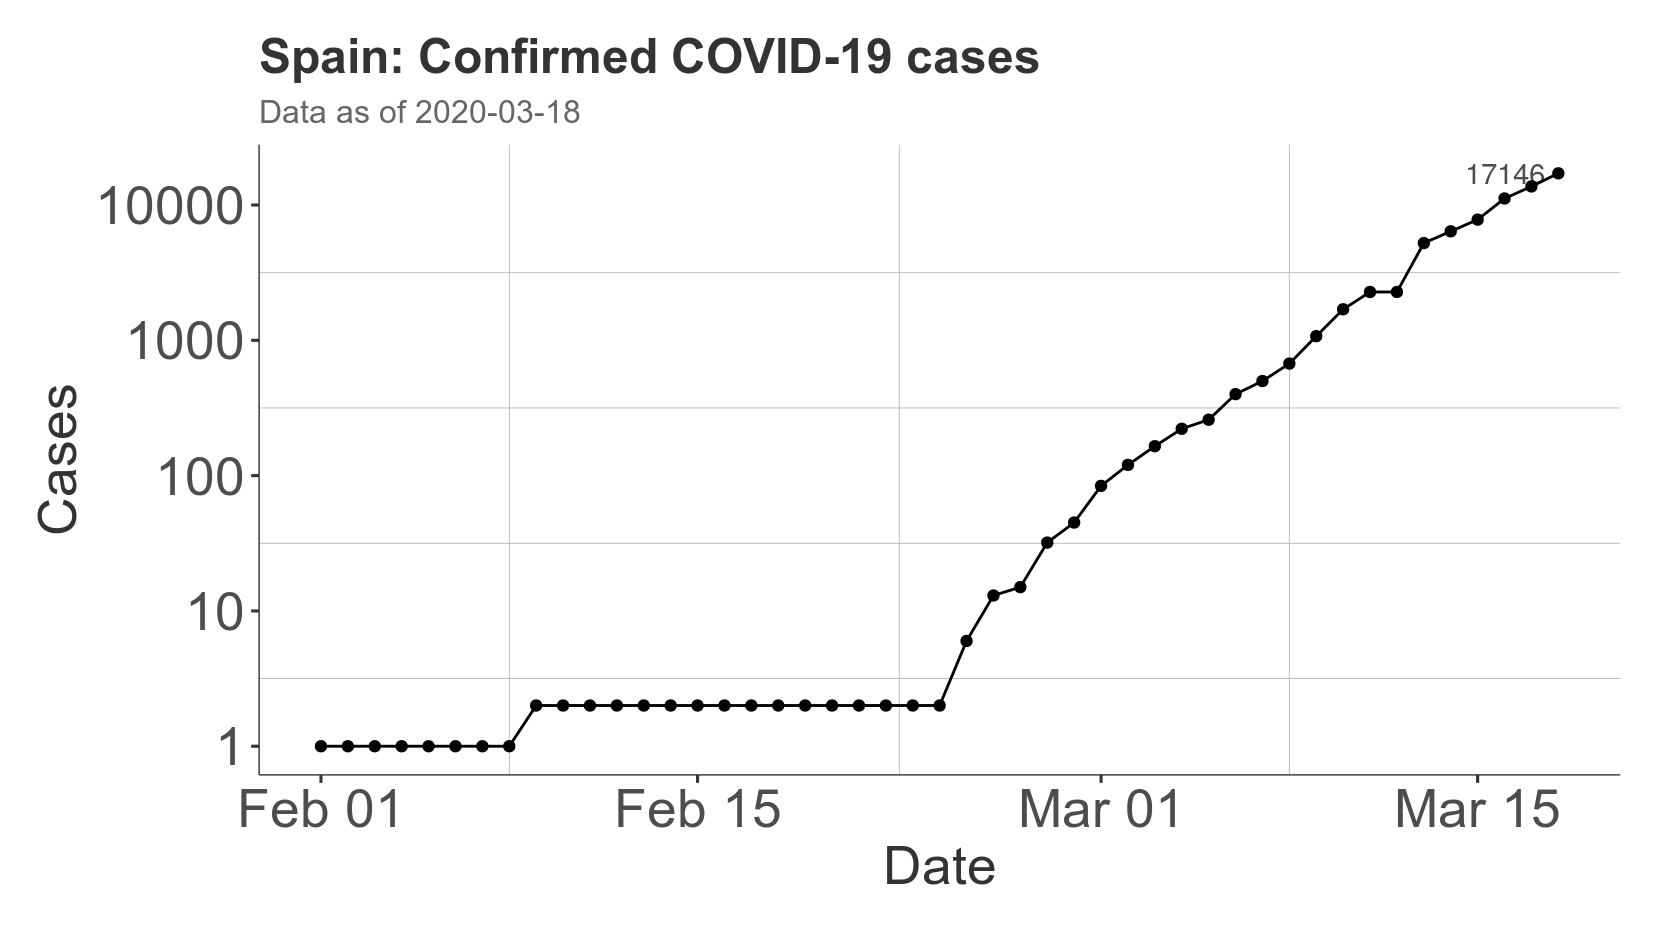 Spain: Confirmed COVID-19 cases
Data as of 2020-03-18
17146
10000
1000
100
10
1
Cases
Feb 01 Feb 15 Mar 01 Mar 15
Date